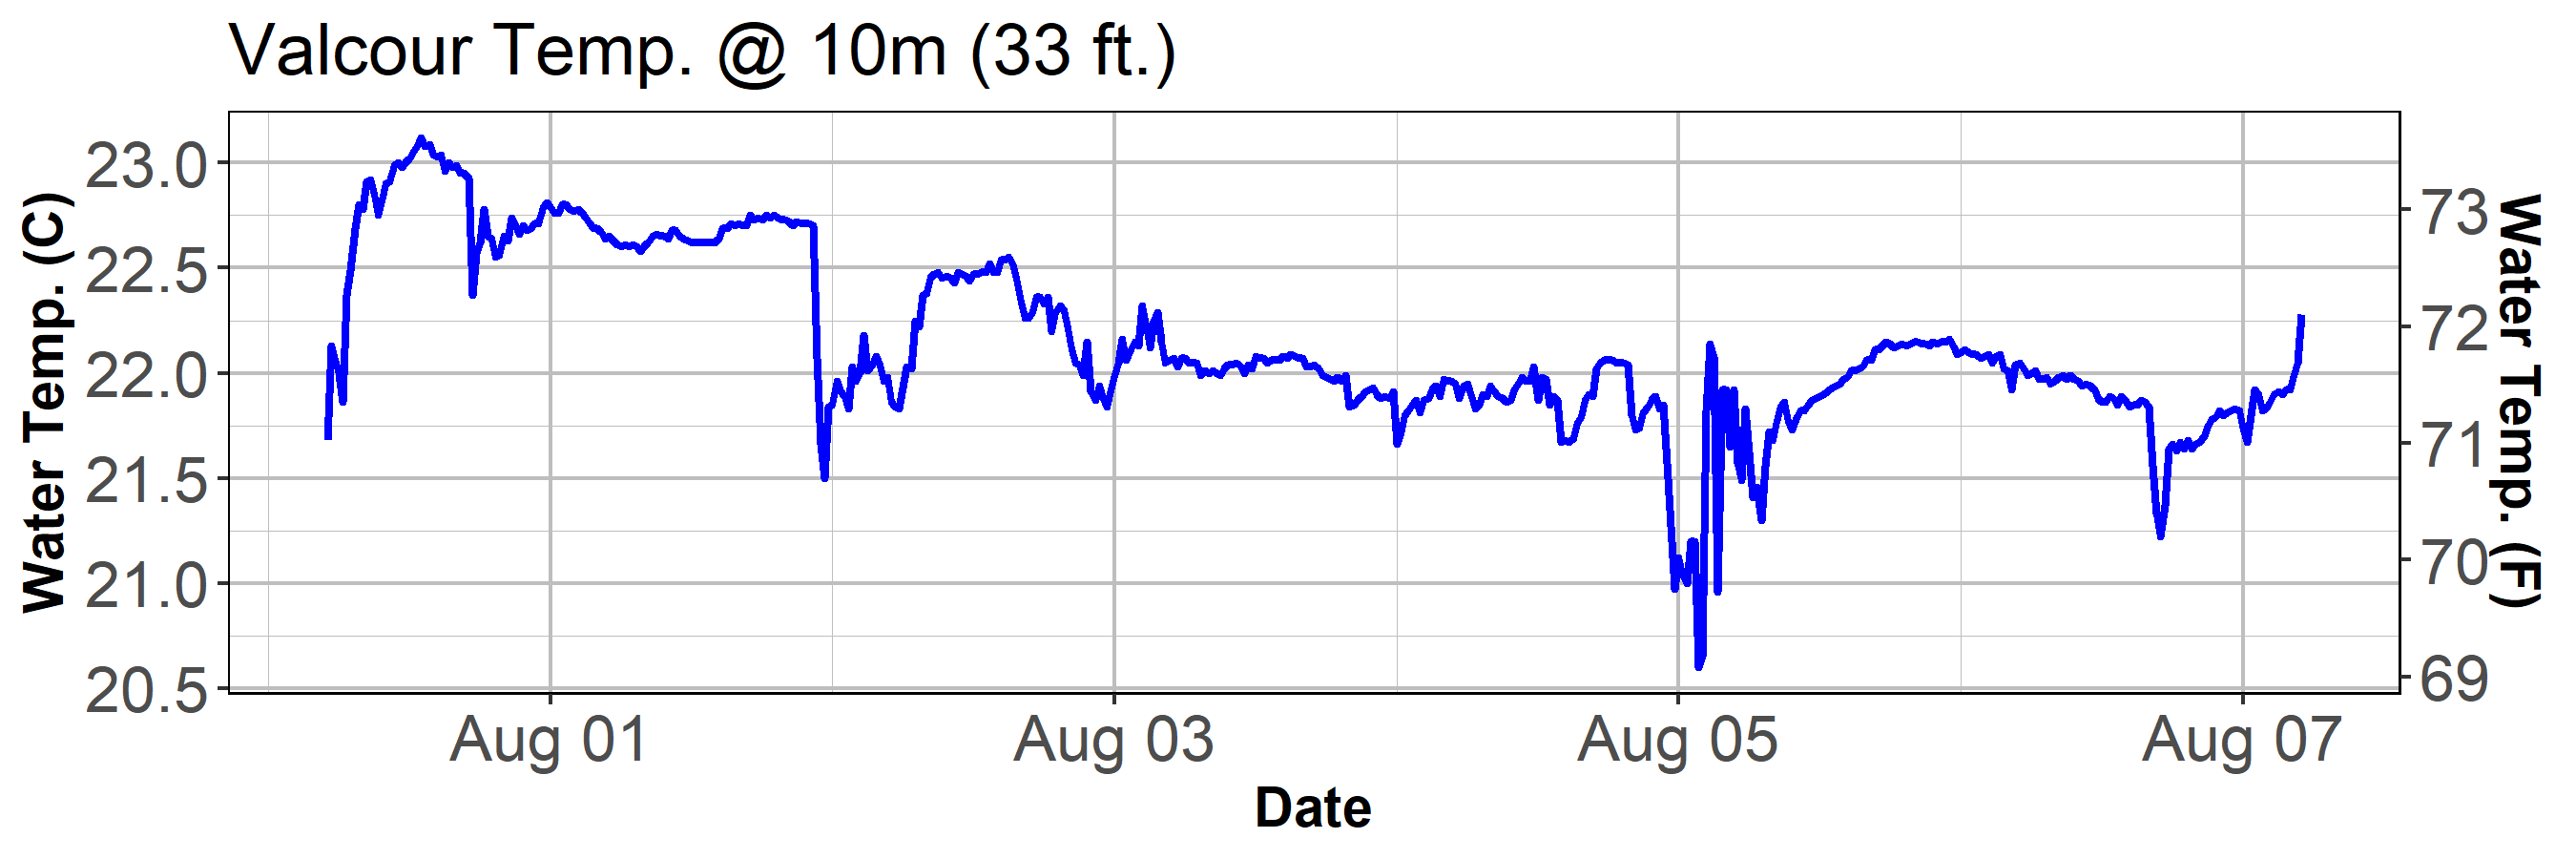 Valcour Temp. @ 10m (33 ft.)
Water Temp. (C)
23.0
22.5
22.0
21.5
21.0
20.5
73
72
71
70
69
Water Temp. (F)
Aug 01 Aug 03 Aug 05 Aug 07
Date